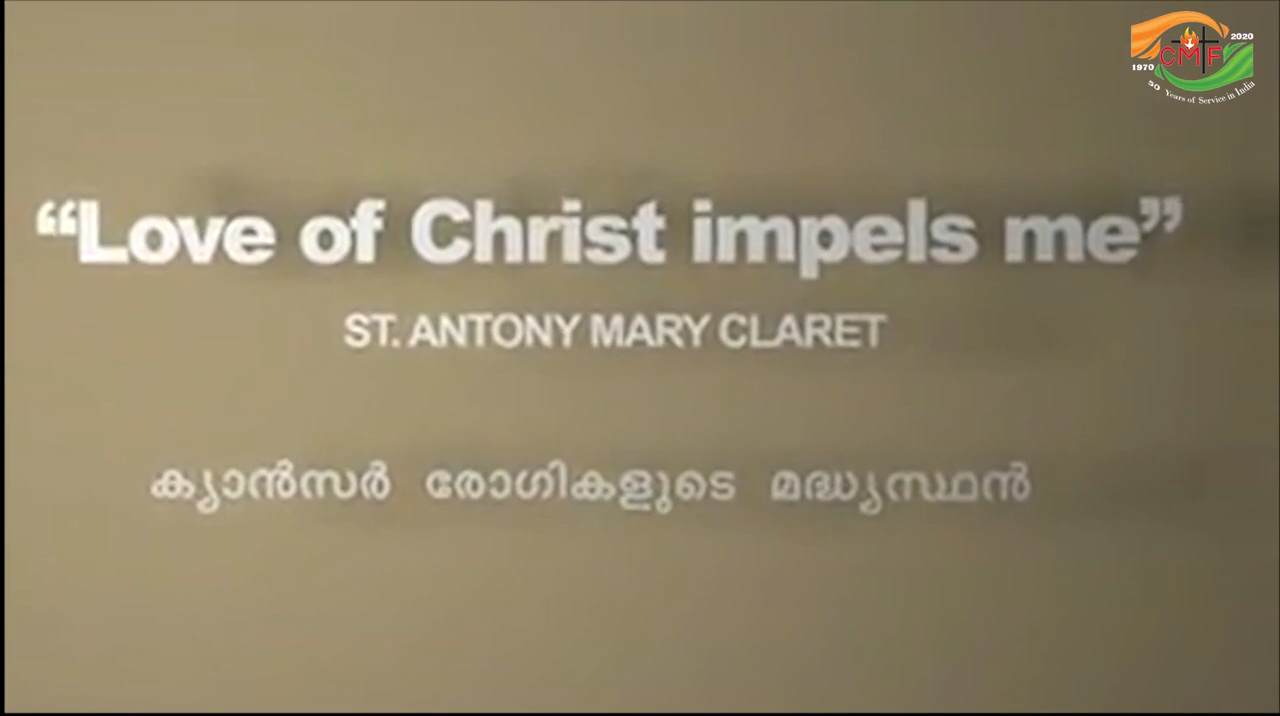 1970
CMF
2020
50 Years of Service in India
“Love of Christ impels me”
ST. ANTONY MARY CLARET
ക്യാൻസർ രോഗികളുടെ മദ്ധ്യസ്ഥൻ